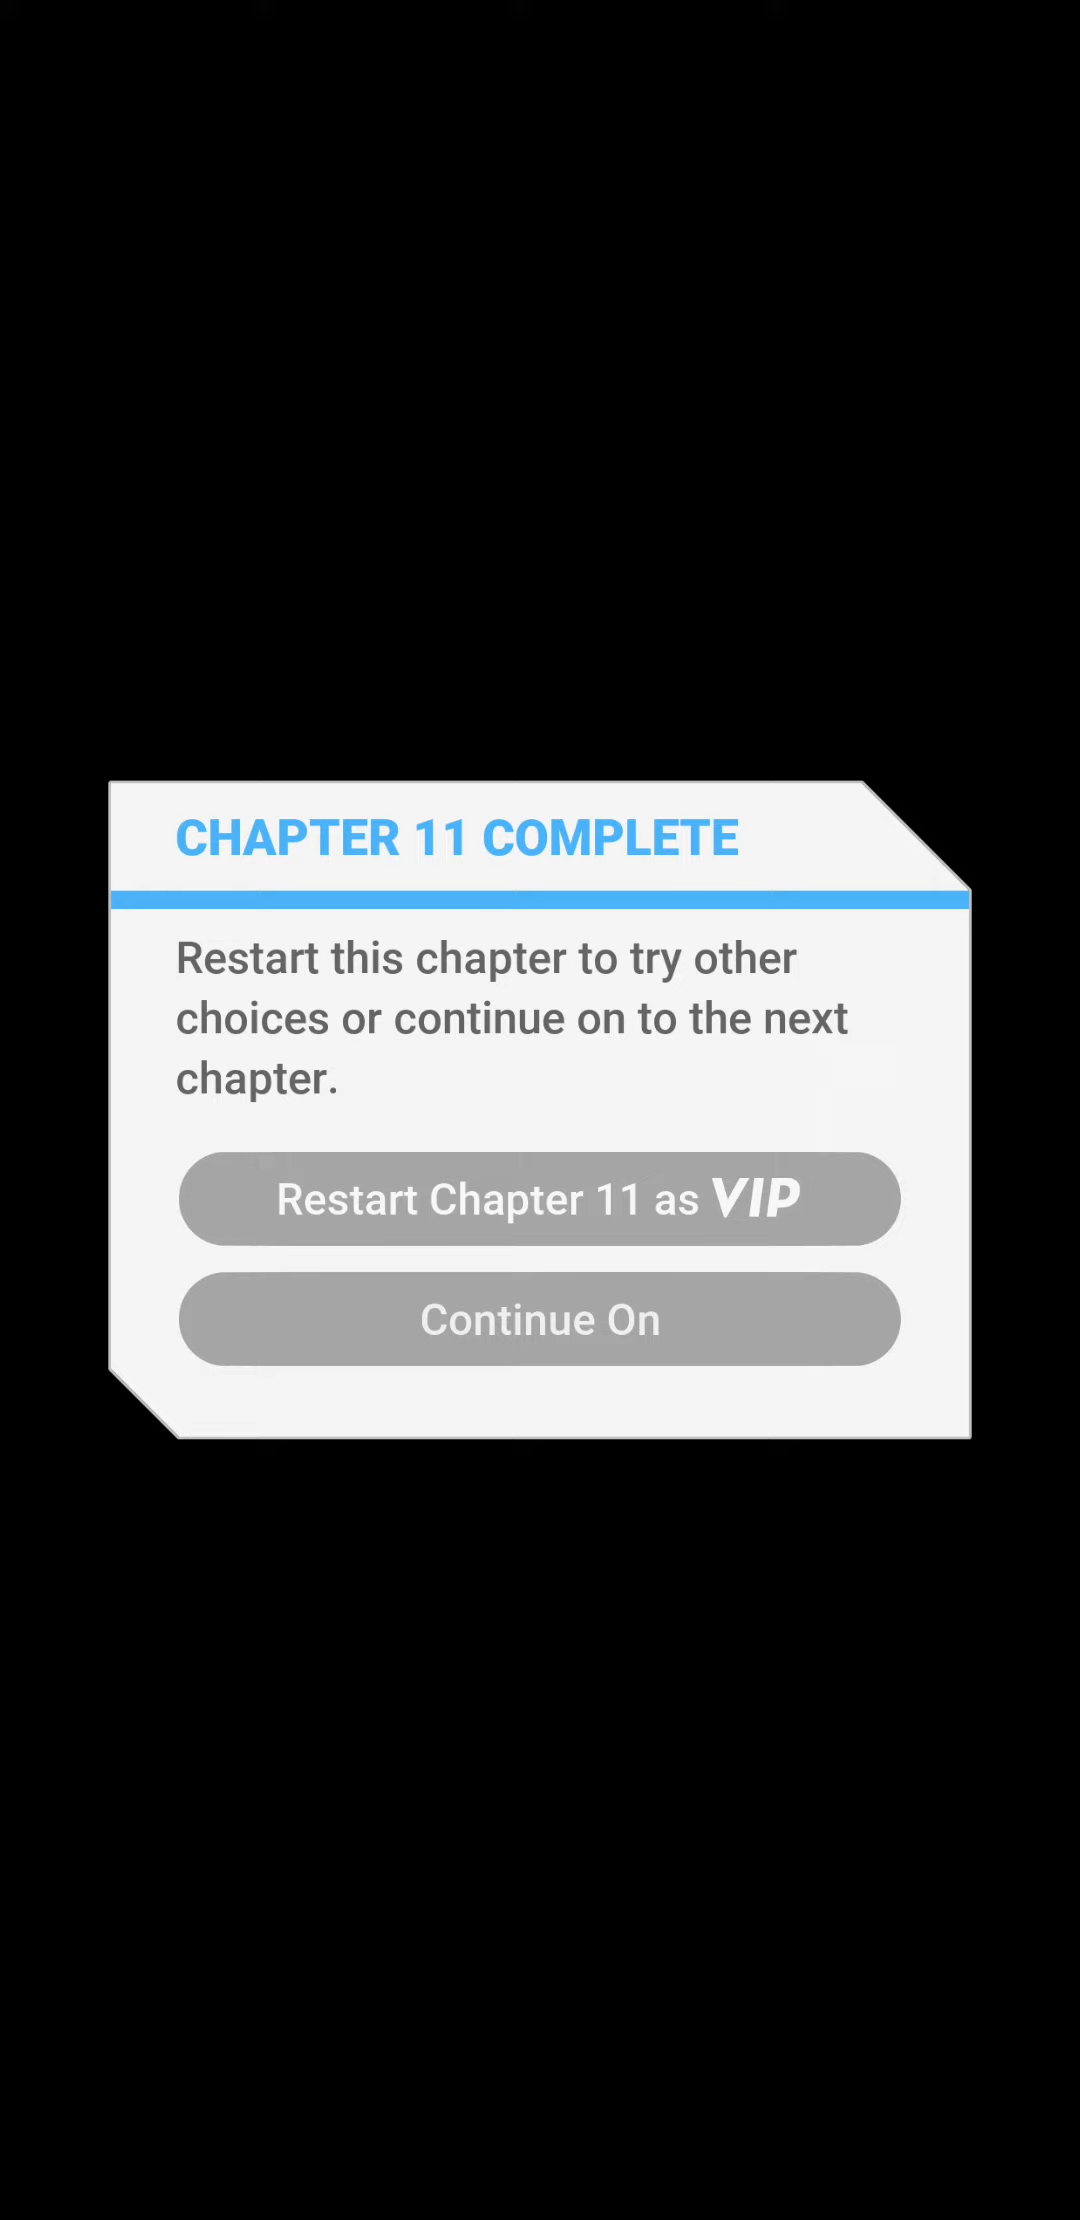 CHAPTER 11 COMPLETE
Restart this chapter to try other
choices or continue on to the next
chapter.
Restart Chapter 11 as VIP
Continue On